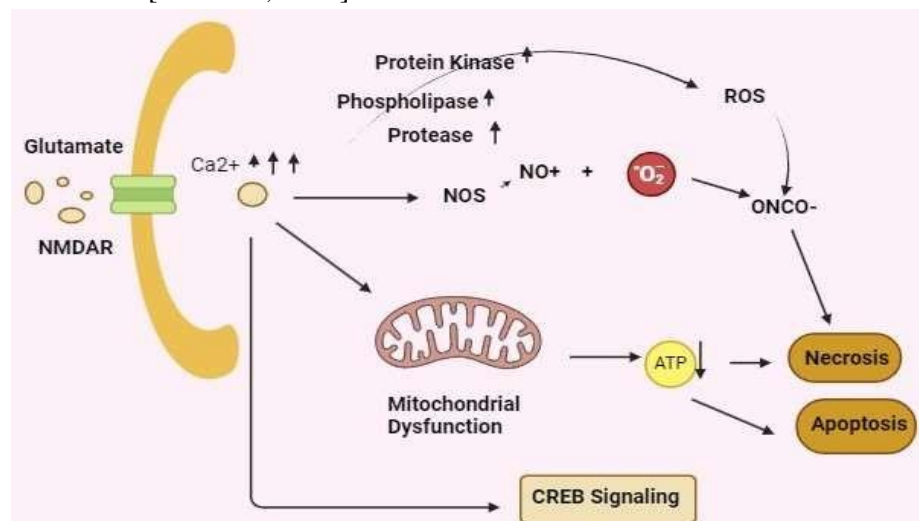 Protein Kinase
Phospholipase
Protease
ROS
Glutamate
Ca2+
NMDAR
NOS
NO+ +
•O₂⁻
ONCO-
Mitochondrial
Dysfunction
ATP
Necrosis
Apoptosis
CREB Signaling